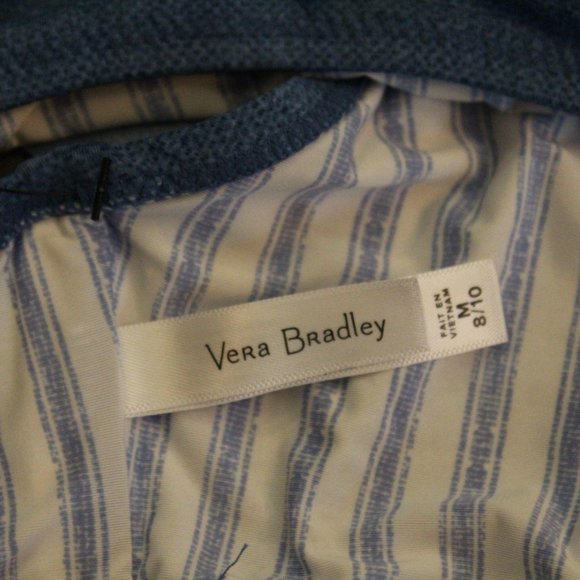 Vera Bradley
FAIT EN
VIETNAM
M
8/10